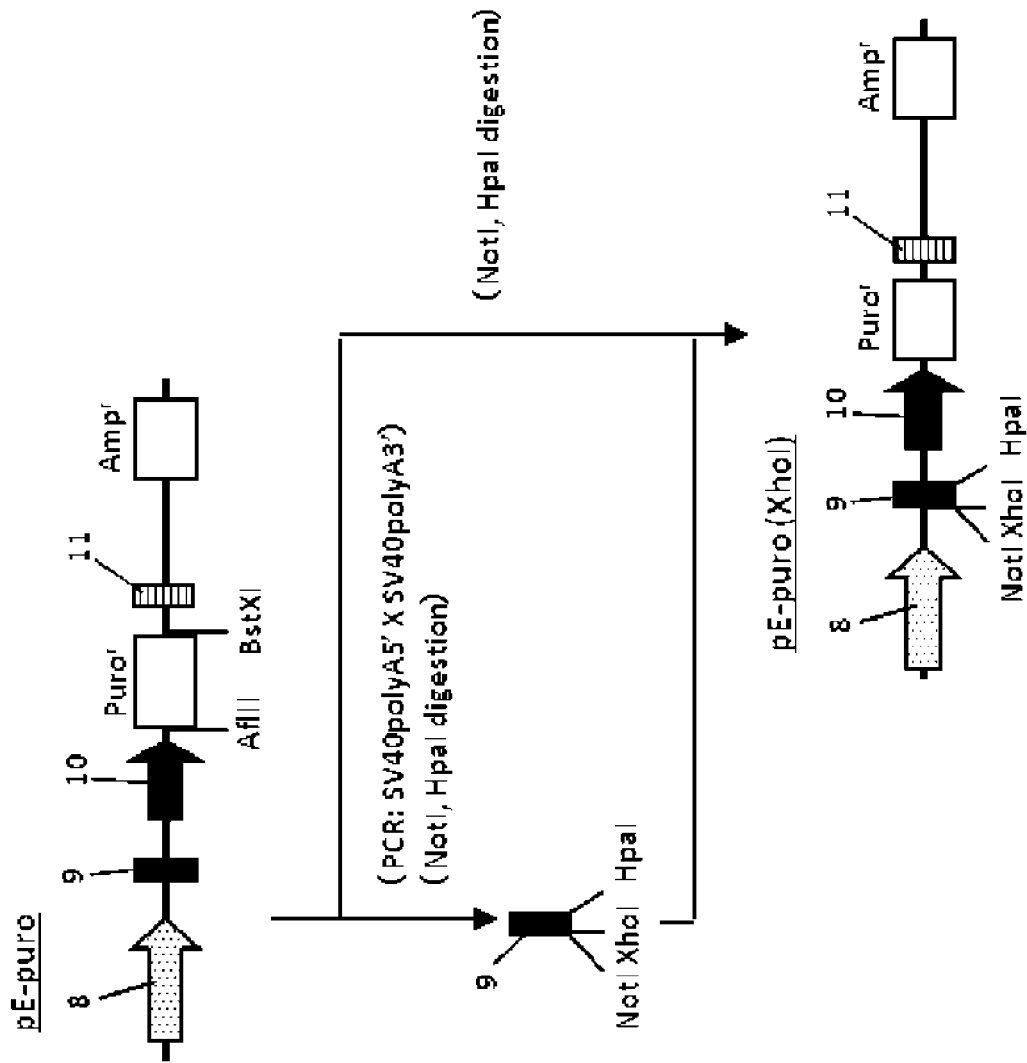 pE-puro
8
9
10
Puroʳ
11
Ampʳ
AflII
BstXI
(PCR: SV40polyA5' X SV40polyA3')
(NotI, HpaI digestion)
(NotI, HpaI digestion)
9
NotI XhoI HpaI
pE-puro(XhoI)
8
9
10
Puroʳ
11
Ampʳ
NotI XhoI HpaI